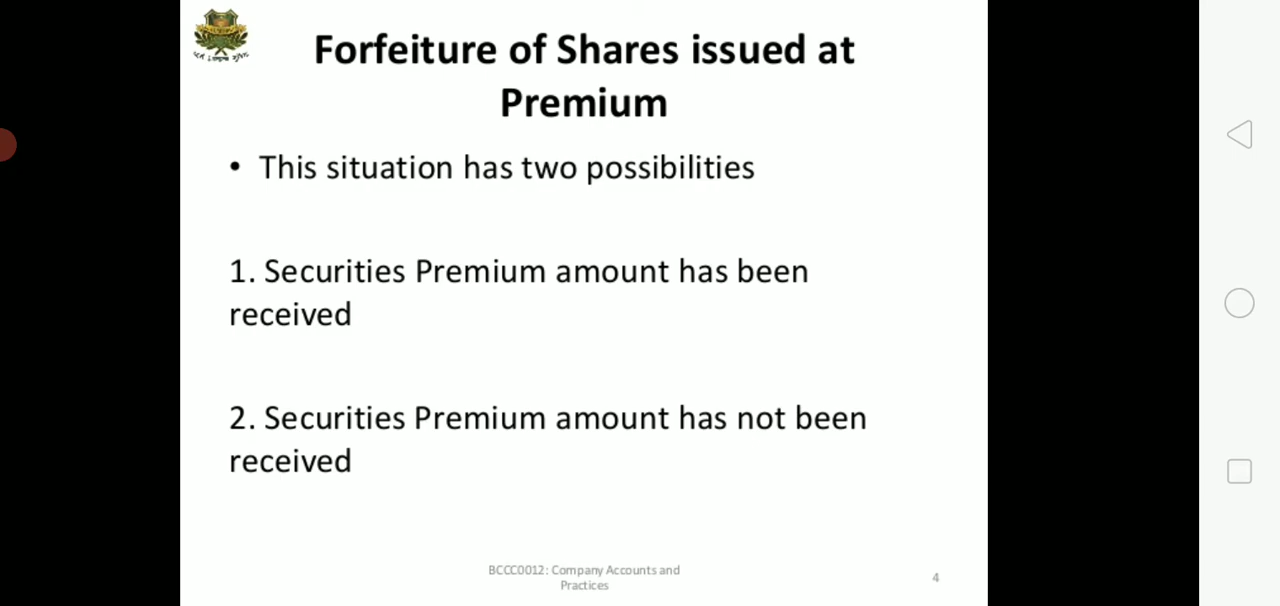 Forfeiture of Shares issued at
Premium
• This situation has two possibilities
1. Securities Premium amount has been
received
2. Securities Premium amount has not been
received
BCCC0012: Company Accounts and
Practices
4